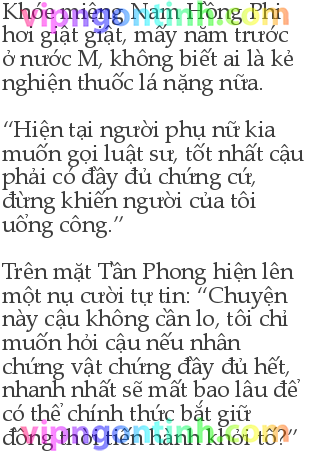 Khóe miệng Nam Hồng Phi
hơi giật giật, mấy năm trước
ở nước M, không biết ai là kẻ
nghiện thuốc lá nặng nữa.
“Hiện tại người phụ nữ kia
muốn gọi luật sư, tốt nhất cậu
phải có đầy đủ chứng cứ,
đừng khiến người của tôi
uổng công.”
Trên mặt Tần Phong hiện lên
một nụ cười tự tin: “Chuyện
này cậu không cần lo, tôi chỉ
muốn hỏi cậu nếu nhân
chứng vật chứng đầy đủ hết,
nhanh nhất sẽ mất bao lâu để
có thể chính thức bắt giữ
đồng thời tiến hành khởi tố?”
vipngontinh.com
vipngontinh.com